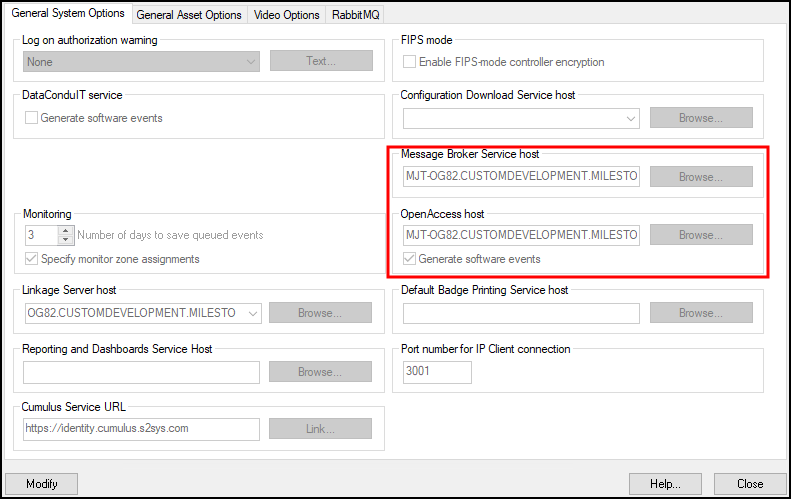 General System Options
General Asset Options
Video Options
RabbitMQ
Log on authorization warning
None
Text...
FIPS mode
Enable FIPS-mode controller encryption
DataConduIT service
Generate software events
Configuration Download Service host
Browse...
Message Broker Service host
MJT-OG82.CUSTOMDEVELOPMENT.MILESTO
Browse...
Monitoring
3
Number of days to save queued events
Specify monitor zone assignments
OpenAccess host
MJT-OG82.CUSTOMDEVELOPMENT.MILESTO
Browse...
Generate software events
Linkage Server host
OG82.CUSTOMDEVELOPMENT.MILESTO
Browse...
Default Badge Printing Service host
Browse...
Reporting and Dashboards Service Host
Browse...
Port number for IP Client connection
3001
Cumulus Service URL
https://identity.cumulus.s2sys.com
Link...
Modify
Help...
Close